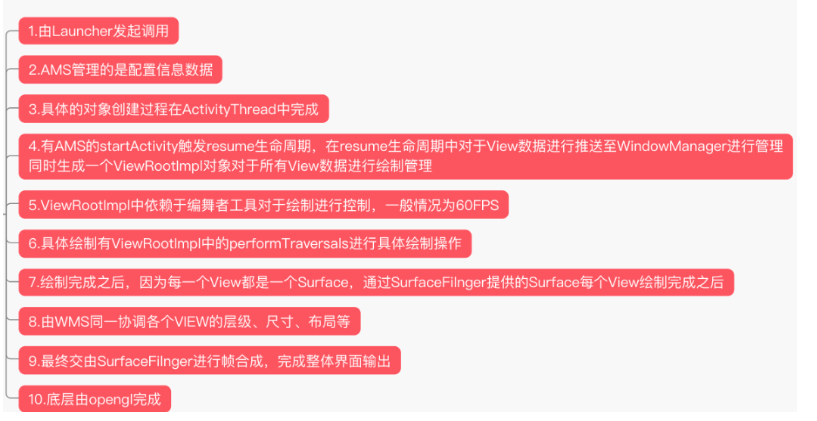 1.由Launcher发起调用
2.AMS管理的是配置信息数据
3.具体的对象创建过程在ActivityThread中完成
4.有AMS的startActivity触发resume生命周期，在resume生命周期中对于View数据进行推送至WindowManager进行管理
同时生成一个ViewRootImpl对象对于所有View数据进行绘制管理
5.ViewRootImpl中依赖于编舞者工具对于绘制进行控制，一般情况为60FPS
6.具体绘制有ViewRootImpl中的performTraversals进行具体绘制操作
7.绘制完成之后，因为每一个View都是一个Surface，通过SurfaceFilnger提供的Surface每个View绘制完成之后
8.由WMS同一协调各个VIEW的层级、尺寸、布局等
9.最终交由SurfaceFilnger进行帧合成，完成整体界面输出
10.底层由opengl完成